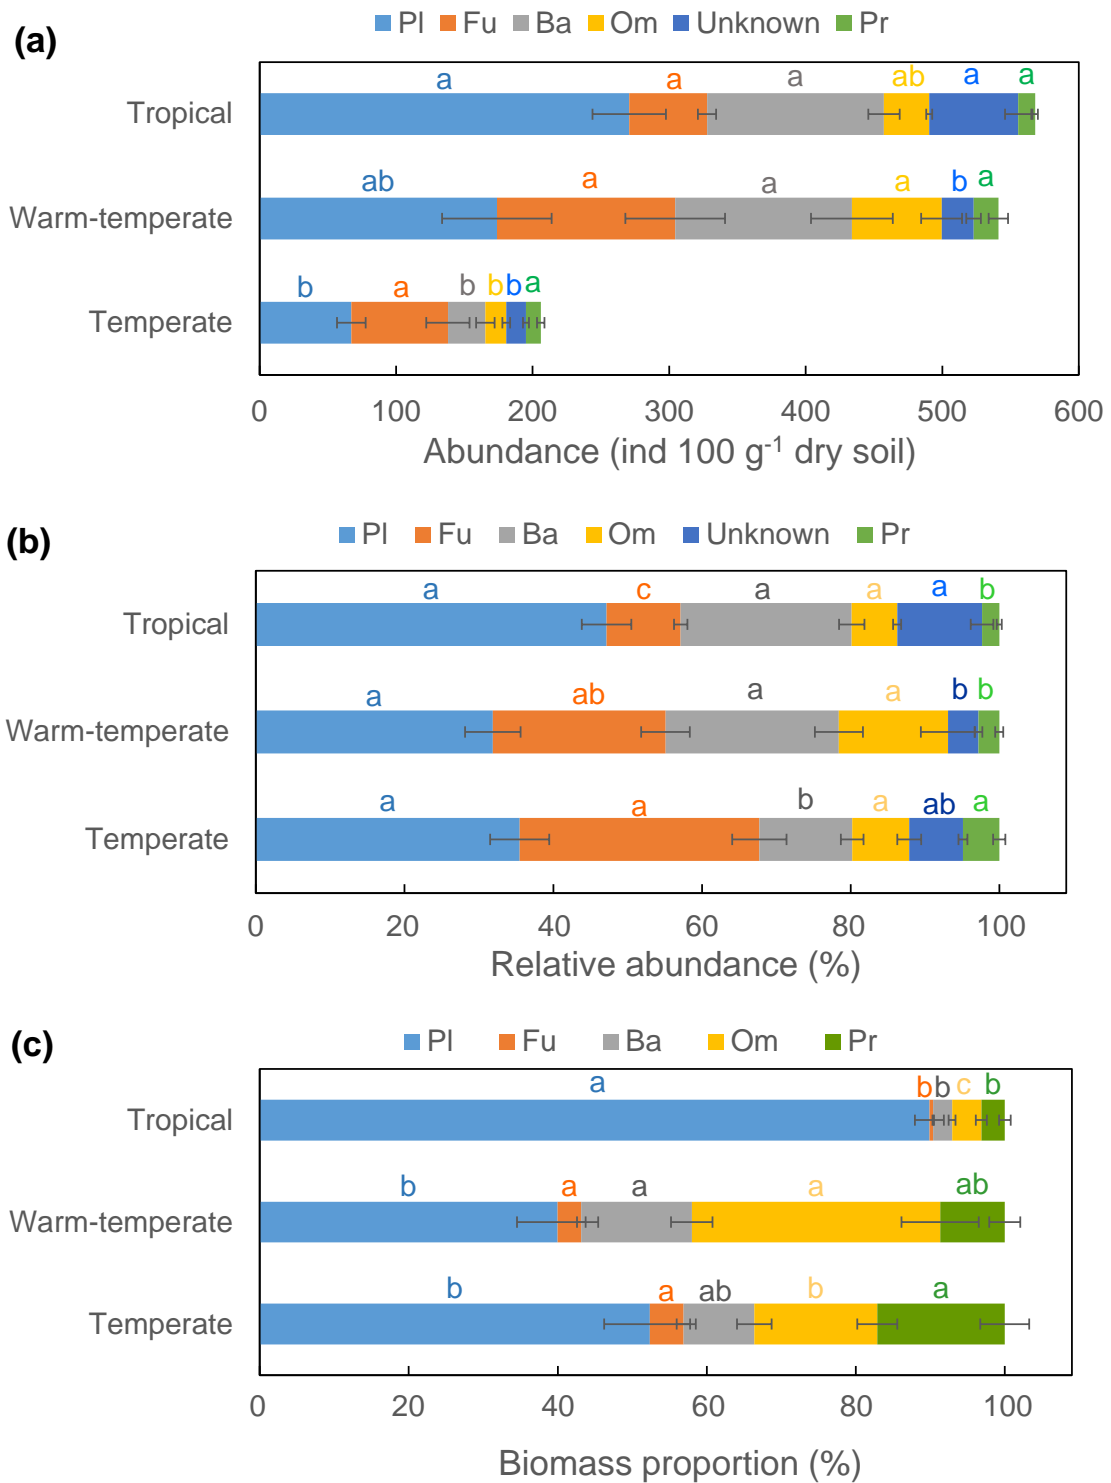 (a)
Pl Fu Ba Om Unknown Pr
a a a ab a a
Tropical
ab a a a b a
Warm-temperate
b a b b b a
Temperate
0 100 200 300 400 500 600
Abundance (ind 100 g-1 dry soil)
(b)
Pl Fu Ba Om Unknown Pr
a c a a a b
Tropical
a ab a a b b
Warm-temperate
a a b a ab a
Temperate
0 20 40 60 80 100
Relative abundance (%)
(c)
Pl Fu Ba Om Pr
a b b c b
Tropical
b a a a ab
Warm-temperate
b a ab b a
Temperate
0 20 40 60 80 100
Biomass proportion (%)